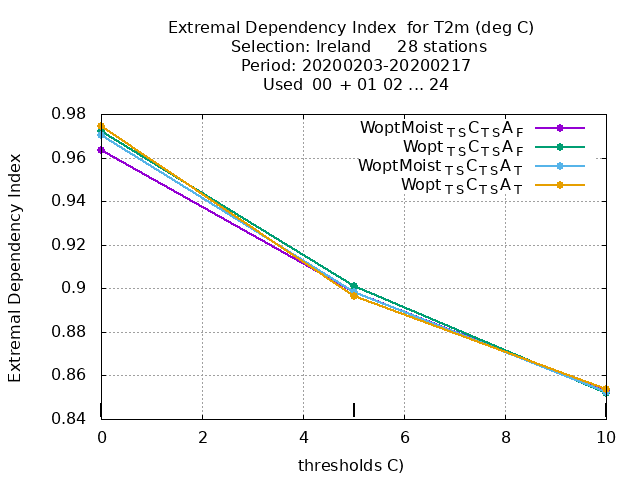 Extremal Dependency Index for T2m (deg C)
Selection: Ireland 28 stations
Period: 20200203-20200217
Used 00 + 01 02 ... 24
WoptMoist TS C TS A F
Wopt TS C TS A F
WoptMoist TS C TS A T
Wopt TS C TS A T
Extremal Dependency Index
0.98
0.96
0.94
0.92
0.9
0.88
0.86
0.84
0 2 4 6 8 10
thresholds C)